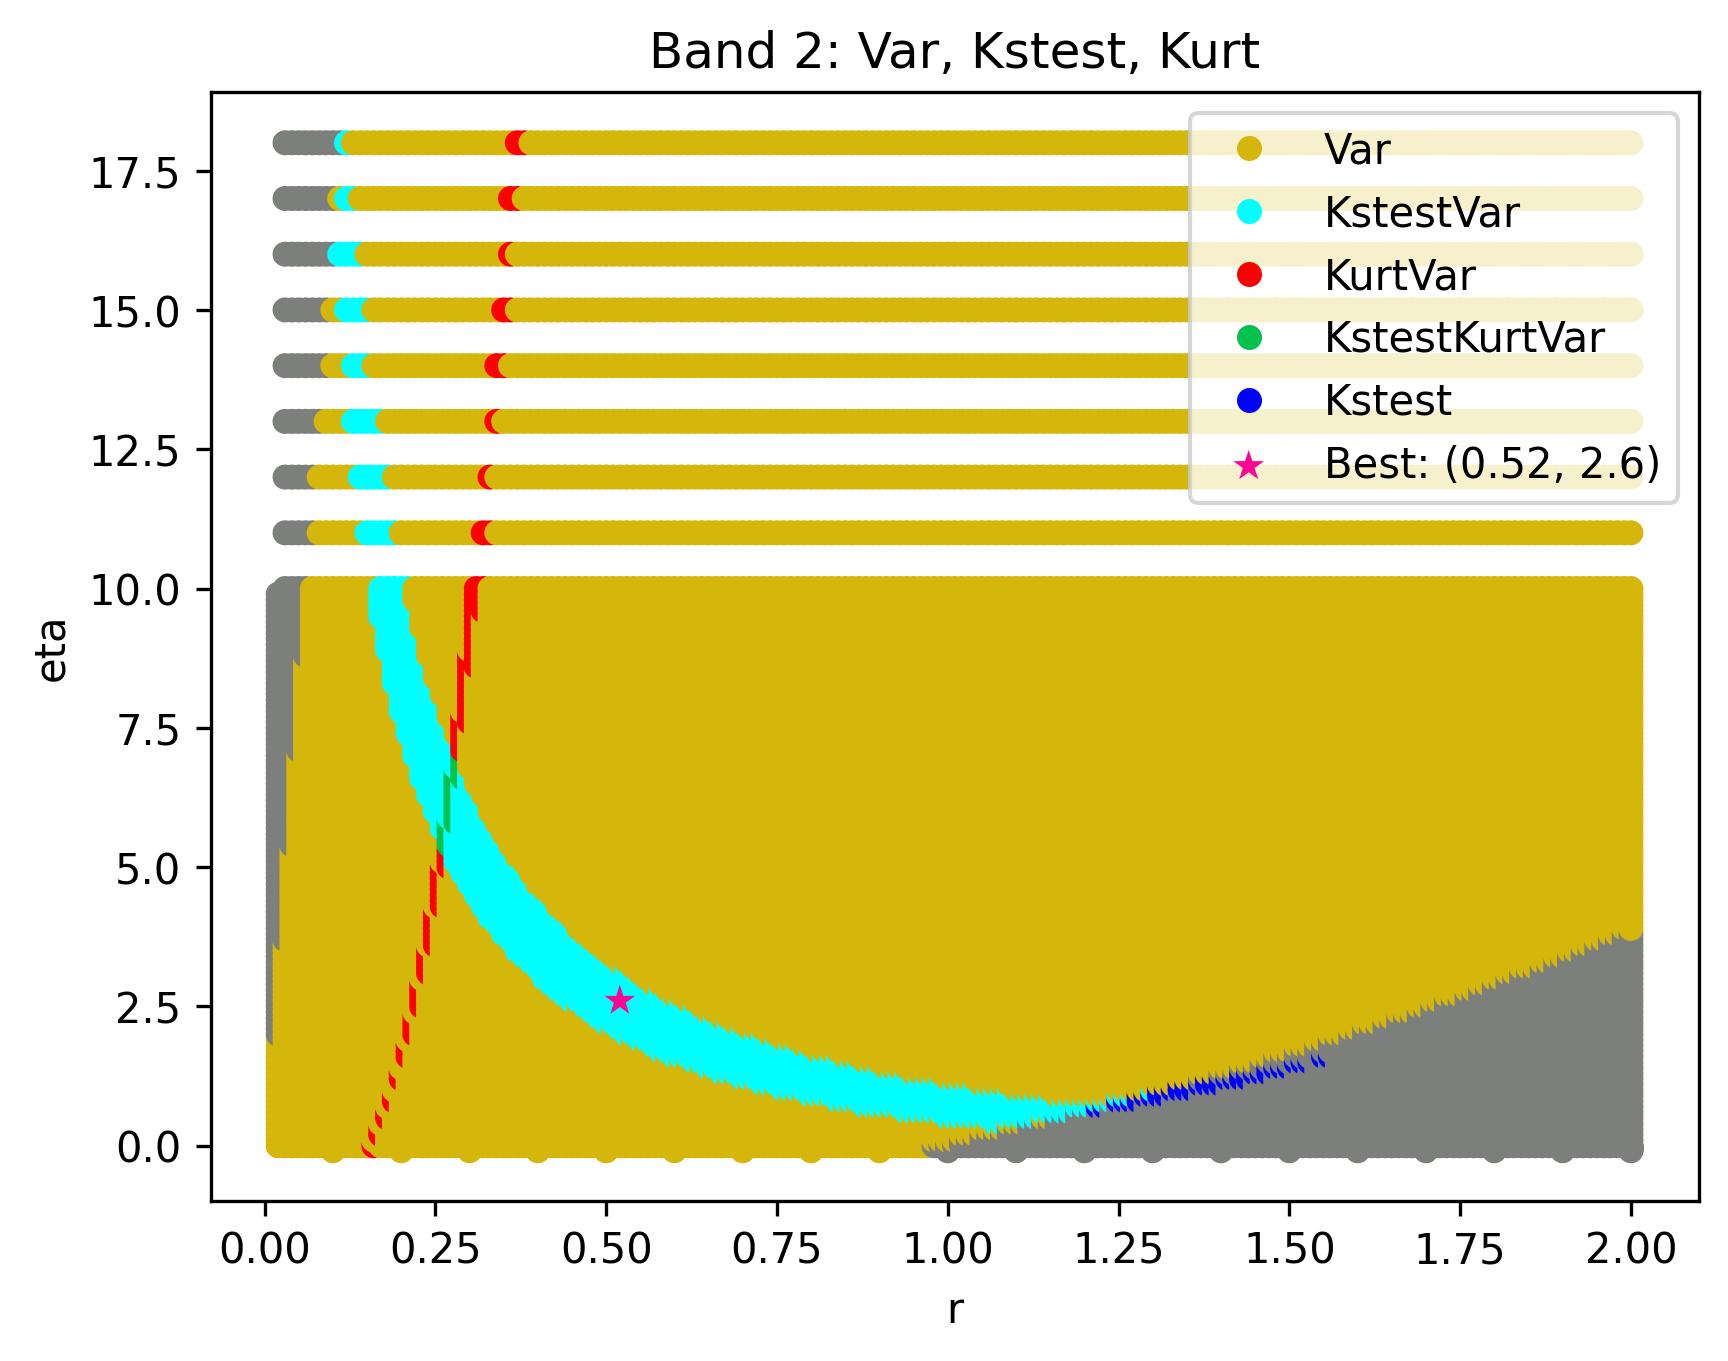 Band 2: Var, Kstest, Kurt
Var
KstestVar
KurtVar
KstestKurtVar
Kstest
Best: (0.52, 2.6)
17.5
15.0
12.5
10.0
7.5
5.0
2.5
0.0
eta
0.00 0.25 0.50 0.75 1.00 1.25 1.50 1.75 2.00
r